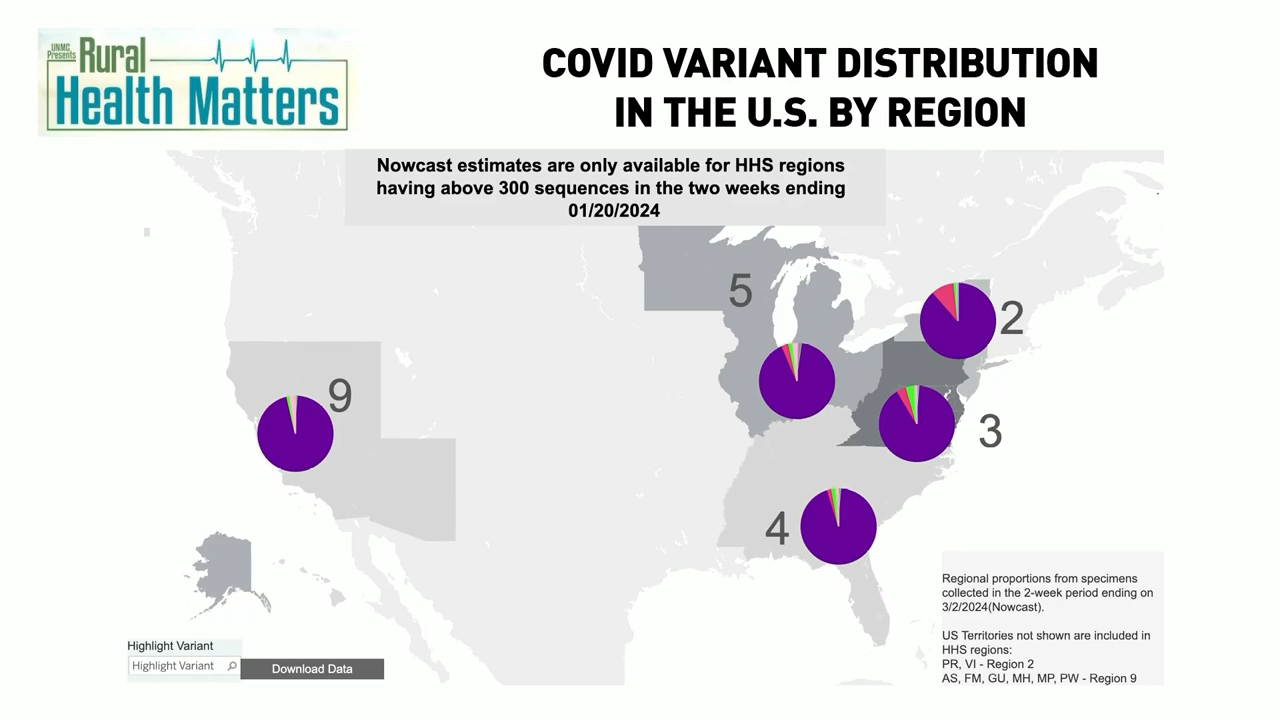 UNMC
Presents
Rural
Health Matters
COVID VARIANT DISTRIBUTION
IN THE U.S. BY REGION
Nowcast estimates are only available for HHS regions
having above 300 sequences in the two weeks ending
01/20/2024
5
2
9
3
4
Regional proportions from specimens
collected in the 2-week period ending on
3/2/2024(Nowcast).
US Territories not shown are included in
HHS regions:
PR, VI - Region 2
AS, FM, GU, MH, MP, PW - Region 9
Highlight Variant
Highlight Variant
Download Data